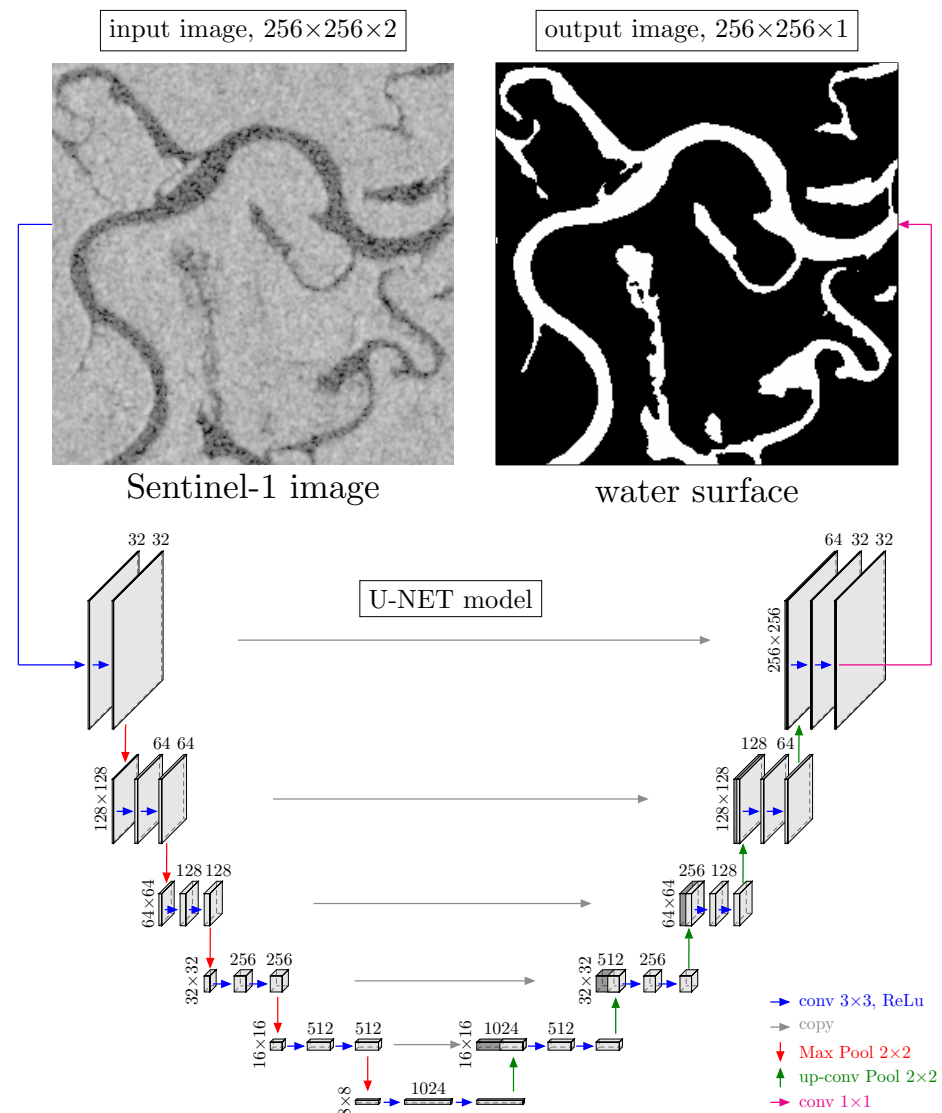 input image, 256×256×2
output image, 256×256×1
Sentinel-1 image
water surface
32 32
64 32 32
U-NET model
256×256
64 64
128 64
128×128
128×128
128 128
256 128
64×64
64×64
256 256
512 256
32×32
32×32
512 512
1024 512
16×16
16×16
1024
conv 3×3, ReLu
copy
Max Pool 2×2
up-conv Pool 2×2
conv 1×1